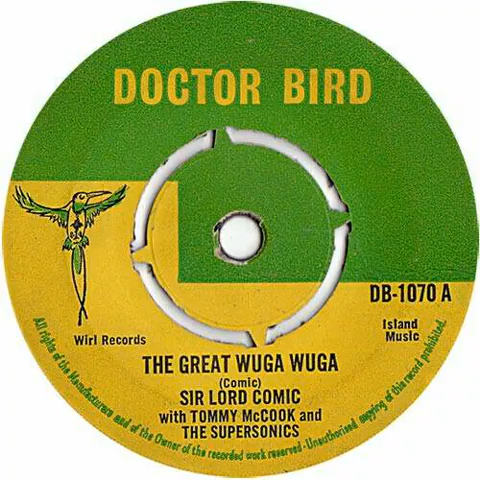 DOCTOR BIRD
DB-1070 A
Wirl Records
Island
Music
THE GREAT WUGA WUGA
(Comic)
SIR LORD COMIC
with TOMMY McCOOK and
THE SUPERSONICS
All rights of the Manufacturers and of the Owner of the recorded work reserved - Unauthorised copying of this record prohibited.